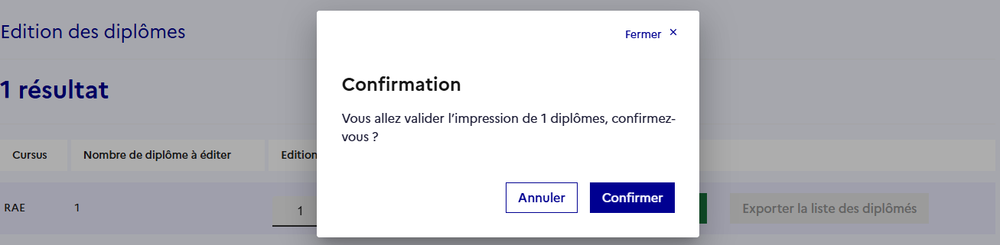 Edition des diplômes
Fermer ×
1 résultat
Confirmation
Vous allez valider l’impression de 1 diplômes, confirmez-
vous ?
Cursus
Nombre de diplôme à éditer
Edition
Annuler
Confirmer
RAE
1
1
Exporter la liste des diplômés